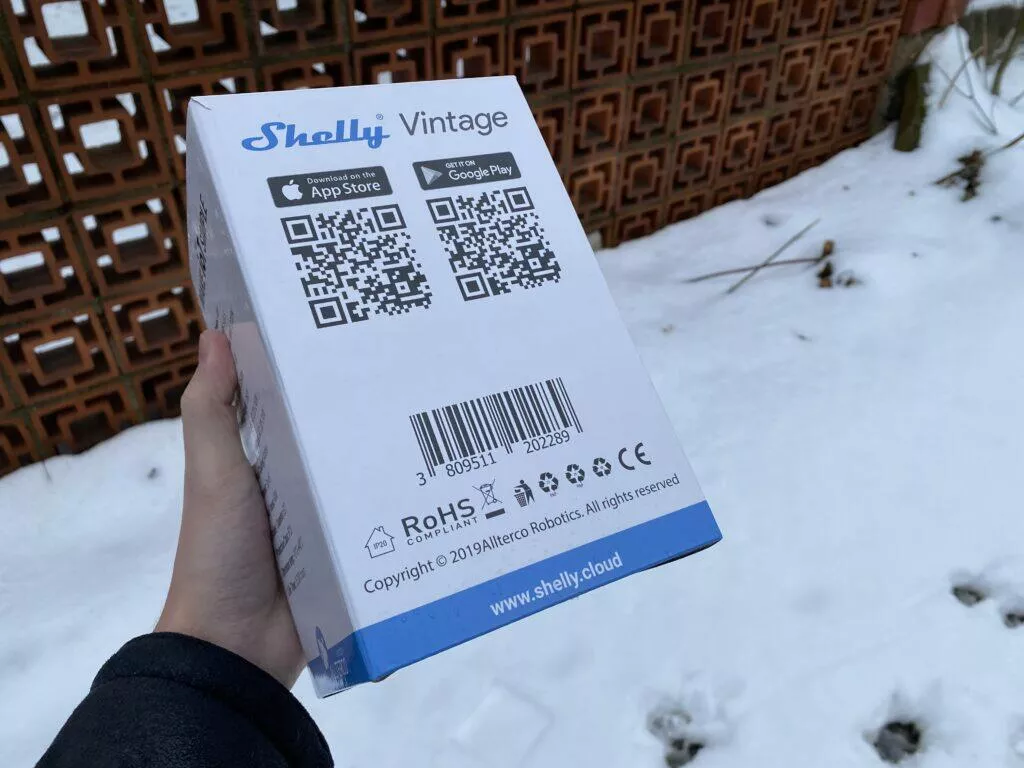 Shelly® Vintage
Download on the
App Store
GET IT ON
Google Play
3 809511 202289
IP20
RoHS
COMPLIANT
CE
Copyright © 2019Allterco Robotics. All rights reserved
www.shelly.cloud